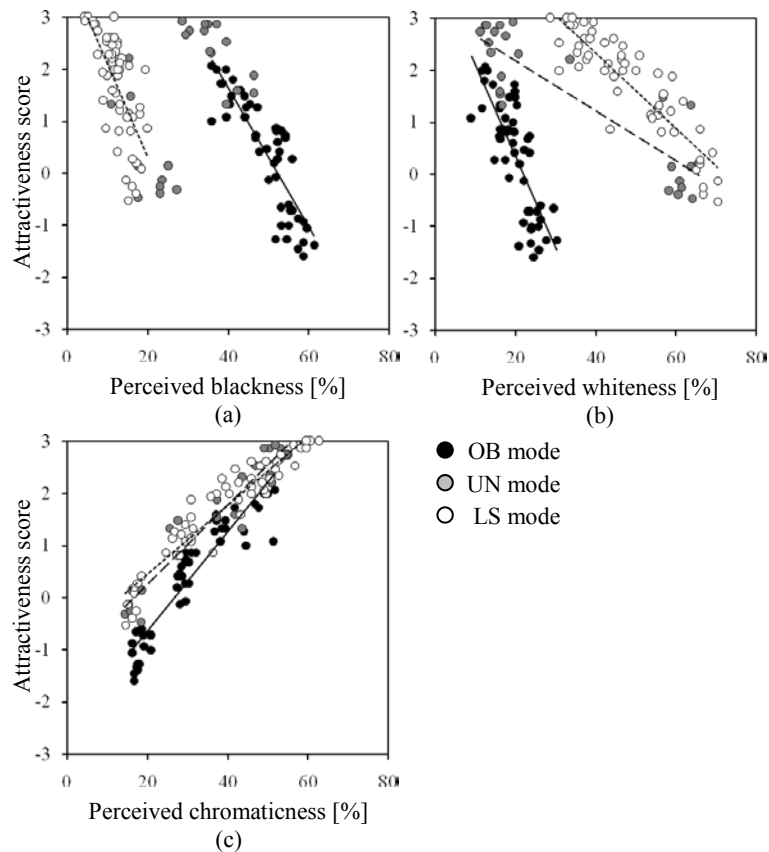 3
2
1
0
-1
-2
-3
0 20 40 60 80
Attractiveness score
Perceived blackness [%]
(a)
3
2
1
0
-1
-2
-3
0 20 40 60 80
Perceived whiteness [%]
(b)
3
2
1
0
-1
-2
-3
0 20 40 60 80
Attractiveness score
Perceived chromaticness [%]
(c)
OB mode
UN mode
LS mode